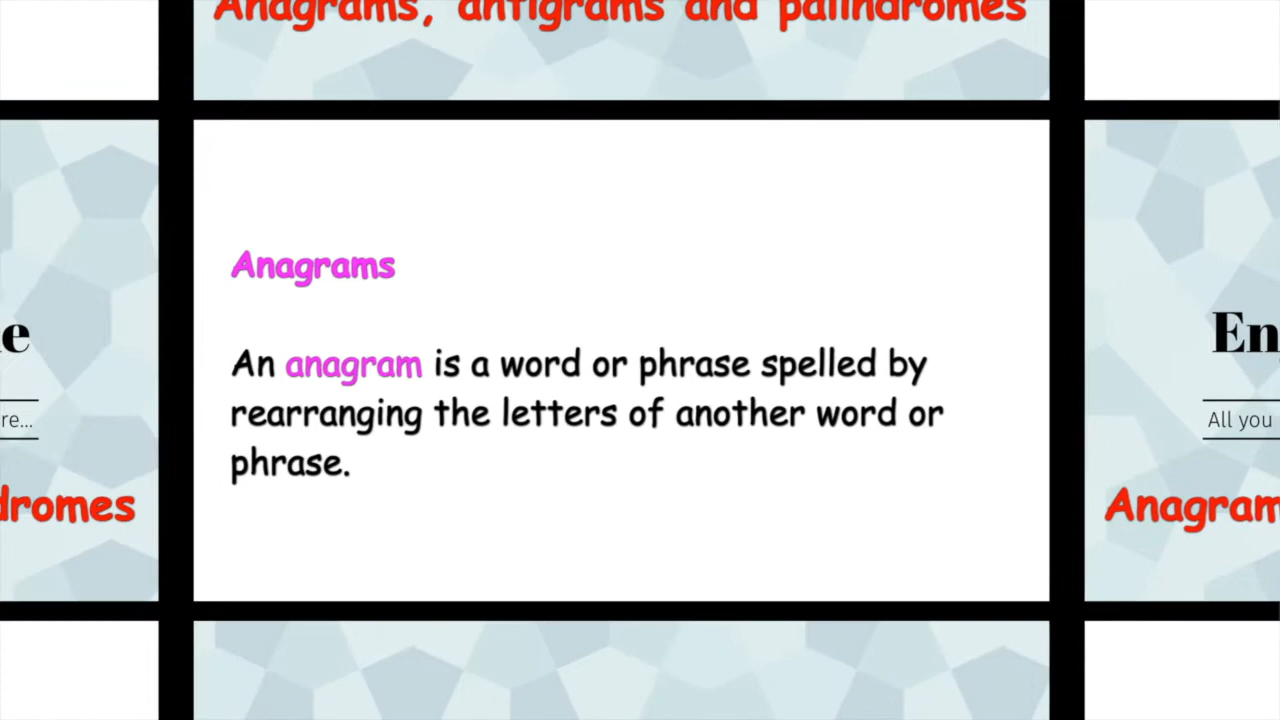 Anagrams, antigrams and palindromes
Anagrams
An anagram is a word or phrase spelled by
rearranging the letters of another word or
phrase.
e
re...
dromes
En
All you
Anagram